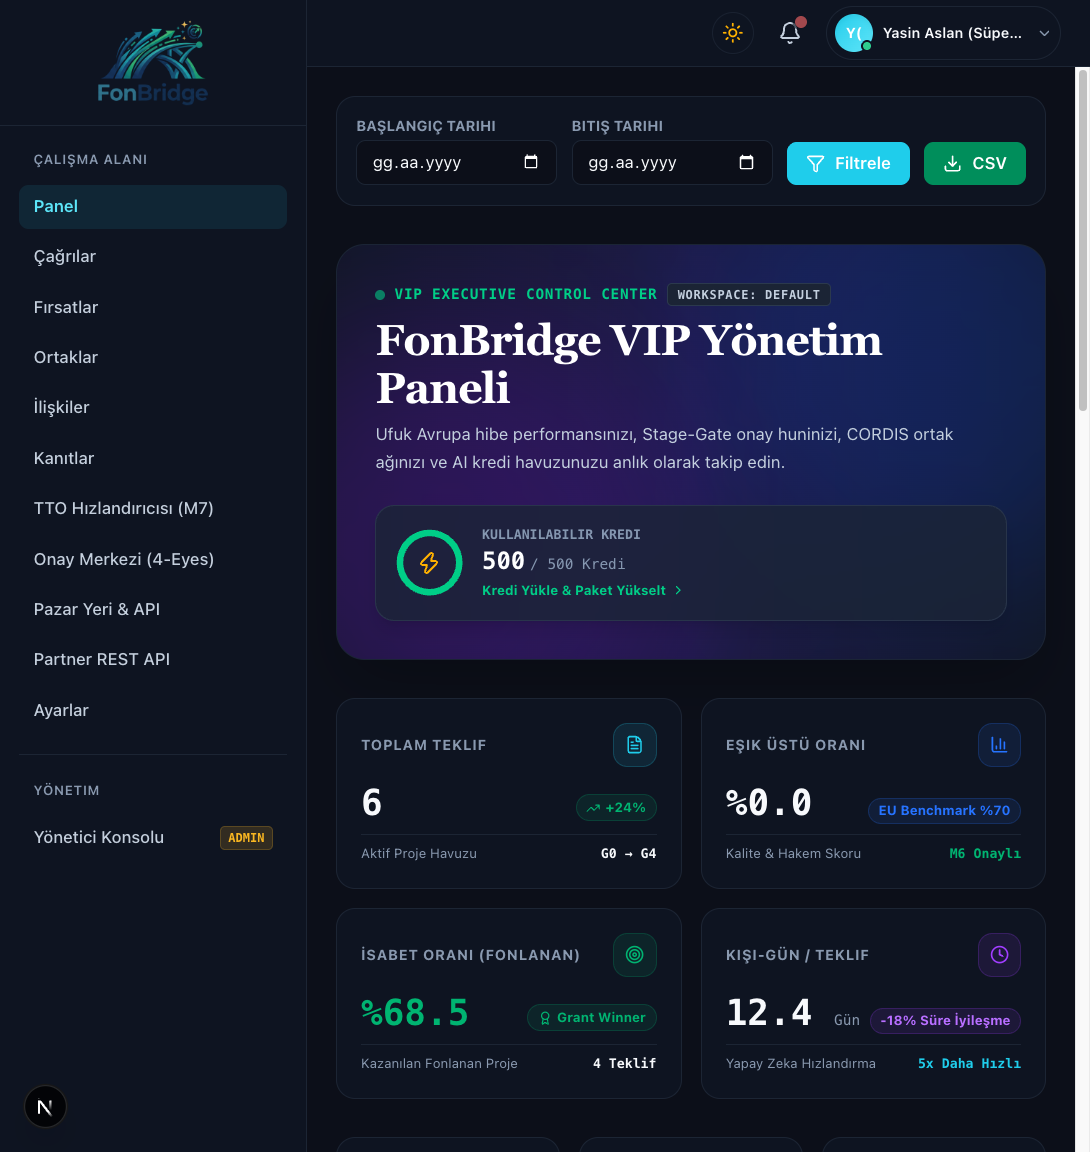 FonBridge
ÇALIŞMA ALANI
Panel
Çağrılar
Fırsatlar
Ortaklar
İlişkiler
Kanıtlar
TTO Hızlandırıcısı (M7)
Onay Merkezi (4-Eyes)
Pazar Yeri & API
Partner REST API
Ayarlar
YÖNETIM
Yönetici Konsolu ADMIN
N
Y( Yasin Aslan (Süpe...
BAŞLANGIÇ TARIHI
gg.aa.yyyy
BITIŞ TARIHI
gg.aa.yyyy
Filtrele
CSV
VIP EXECUTIVE CONTROL CENTER WORKSPACE: DEFAULT
FonBridge VIP Yönetim
Paneli
Ufuk Avrupa hibe performansınızı, Stage-Gate onay huninizi, CORDIS ortak
ağınızı ve AI kredi havuzunuzu anlık olarak takip edin.
KULLANILABILIR KREDI
500 / 500 Kredi
Kredi Yükle & Paket Yükselt
TOPLAM TEKLIF
6 +24%
Aktif Proje Havuzu G0 → G4
EŞIK ÜSTÜ ORANI
%0.0 EU Benchmark %70
Kalite & Hakem Skoru M6 Onaylı
İSABET ORANI (FONLANAN)
%68.5 Grant Winner
Kazanılan Fonlanan Proje 4 Teklif
KIŞI-GÜN / TEKLIF
12.4 Gün -18% Süre İyileşme
Yapay Zeka Hızlandırma 5x Daha Hızlı